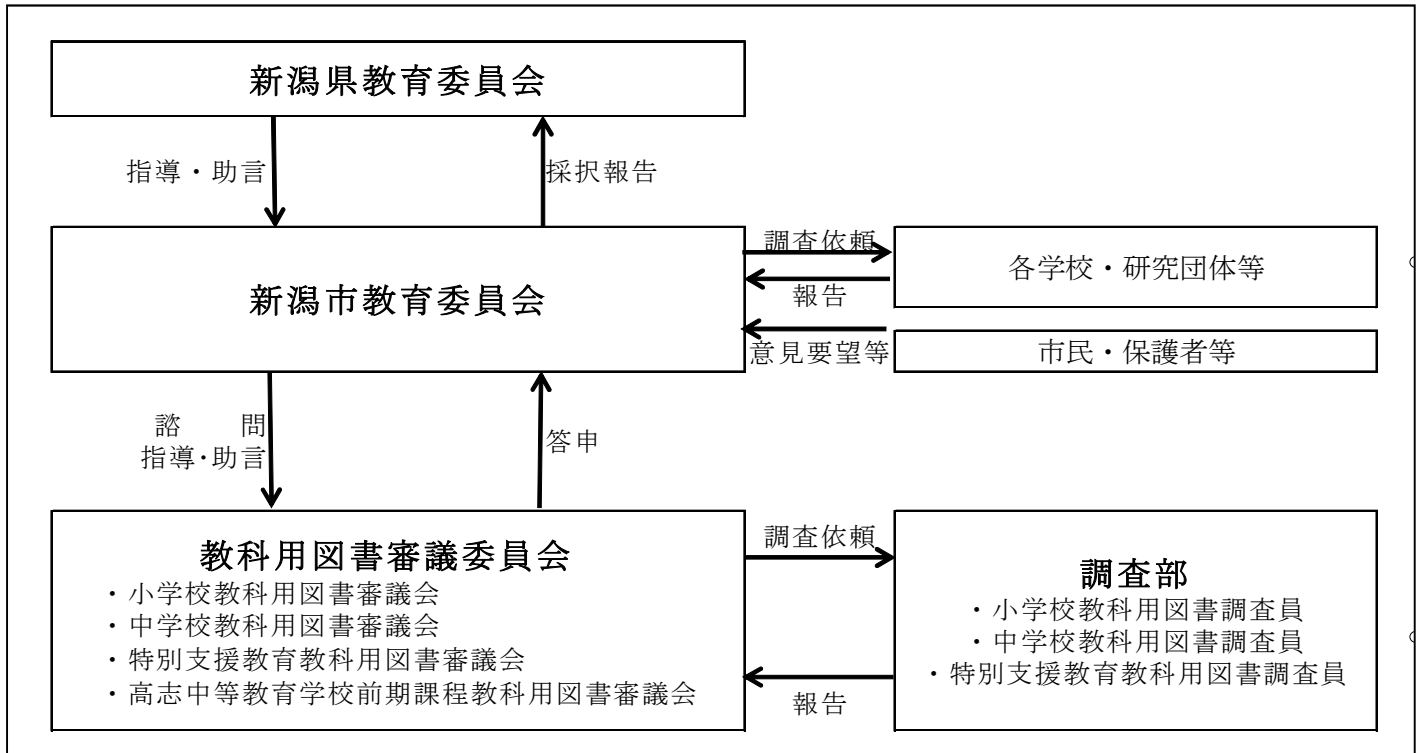 新潟県教育委員会
指導・助言
採択報告
新潟市教育委員会
調査依頼
報告
意見要望等
各学校・研究団体等
市民・保護者等
諮　問
指導・助言
答申
教科用図書審議委員会
・小学校教科用図書審議会
・中学校教科用図書審議会
・特別支援教育教科用図書審議会
・高志中等教育学校前期課程教科用図書審議会
調査依頼
報告
調査部
・小学校教科用図書調査員
・中学校教科用図書調査員
・特別支援教育教科用図書調査員